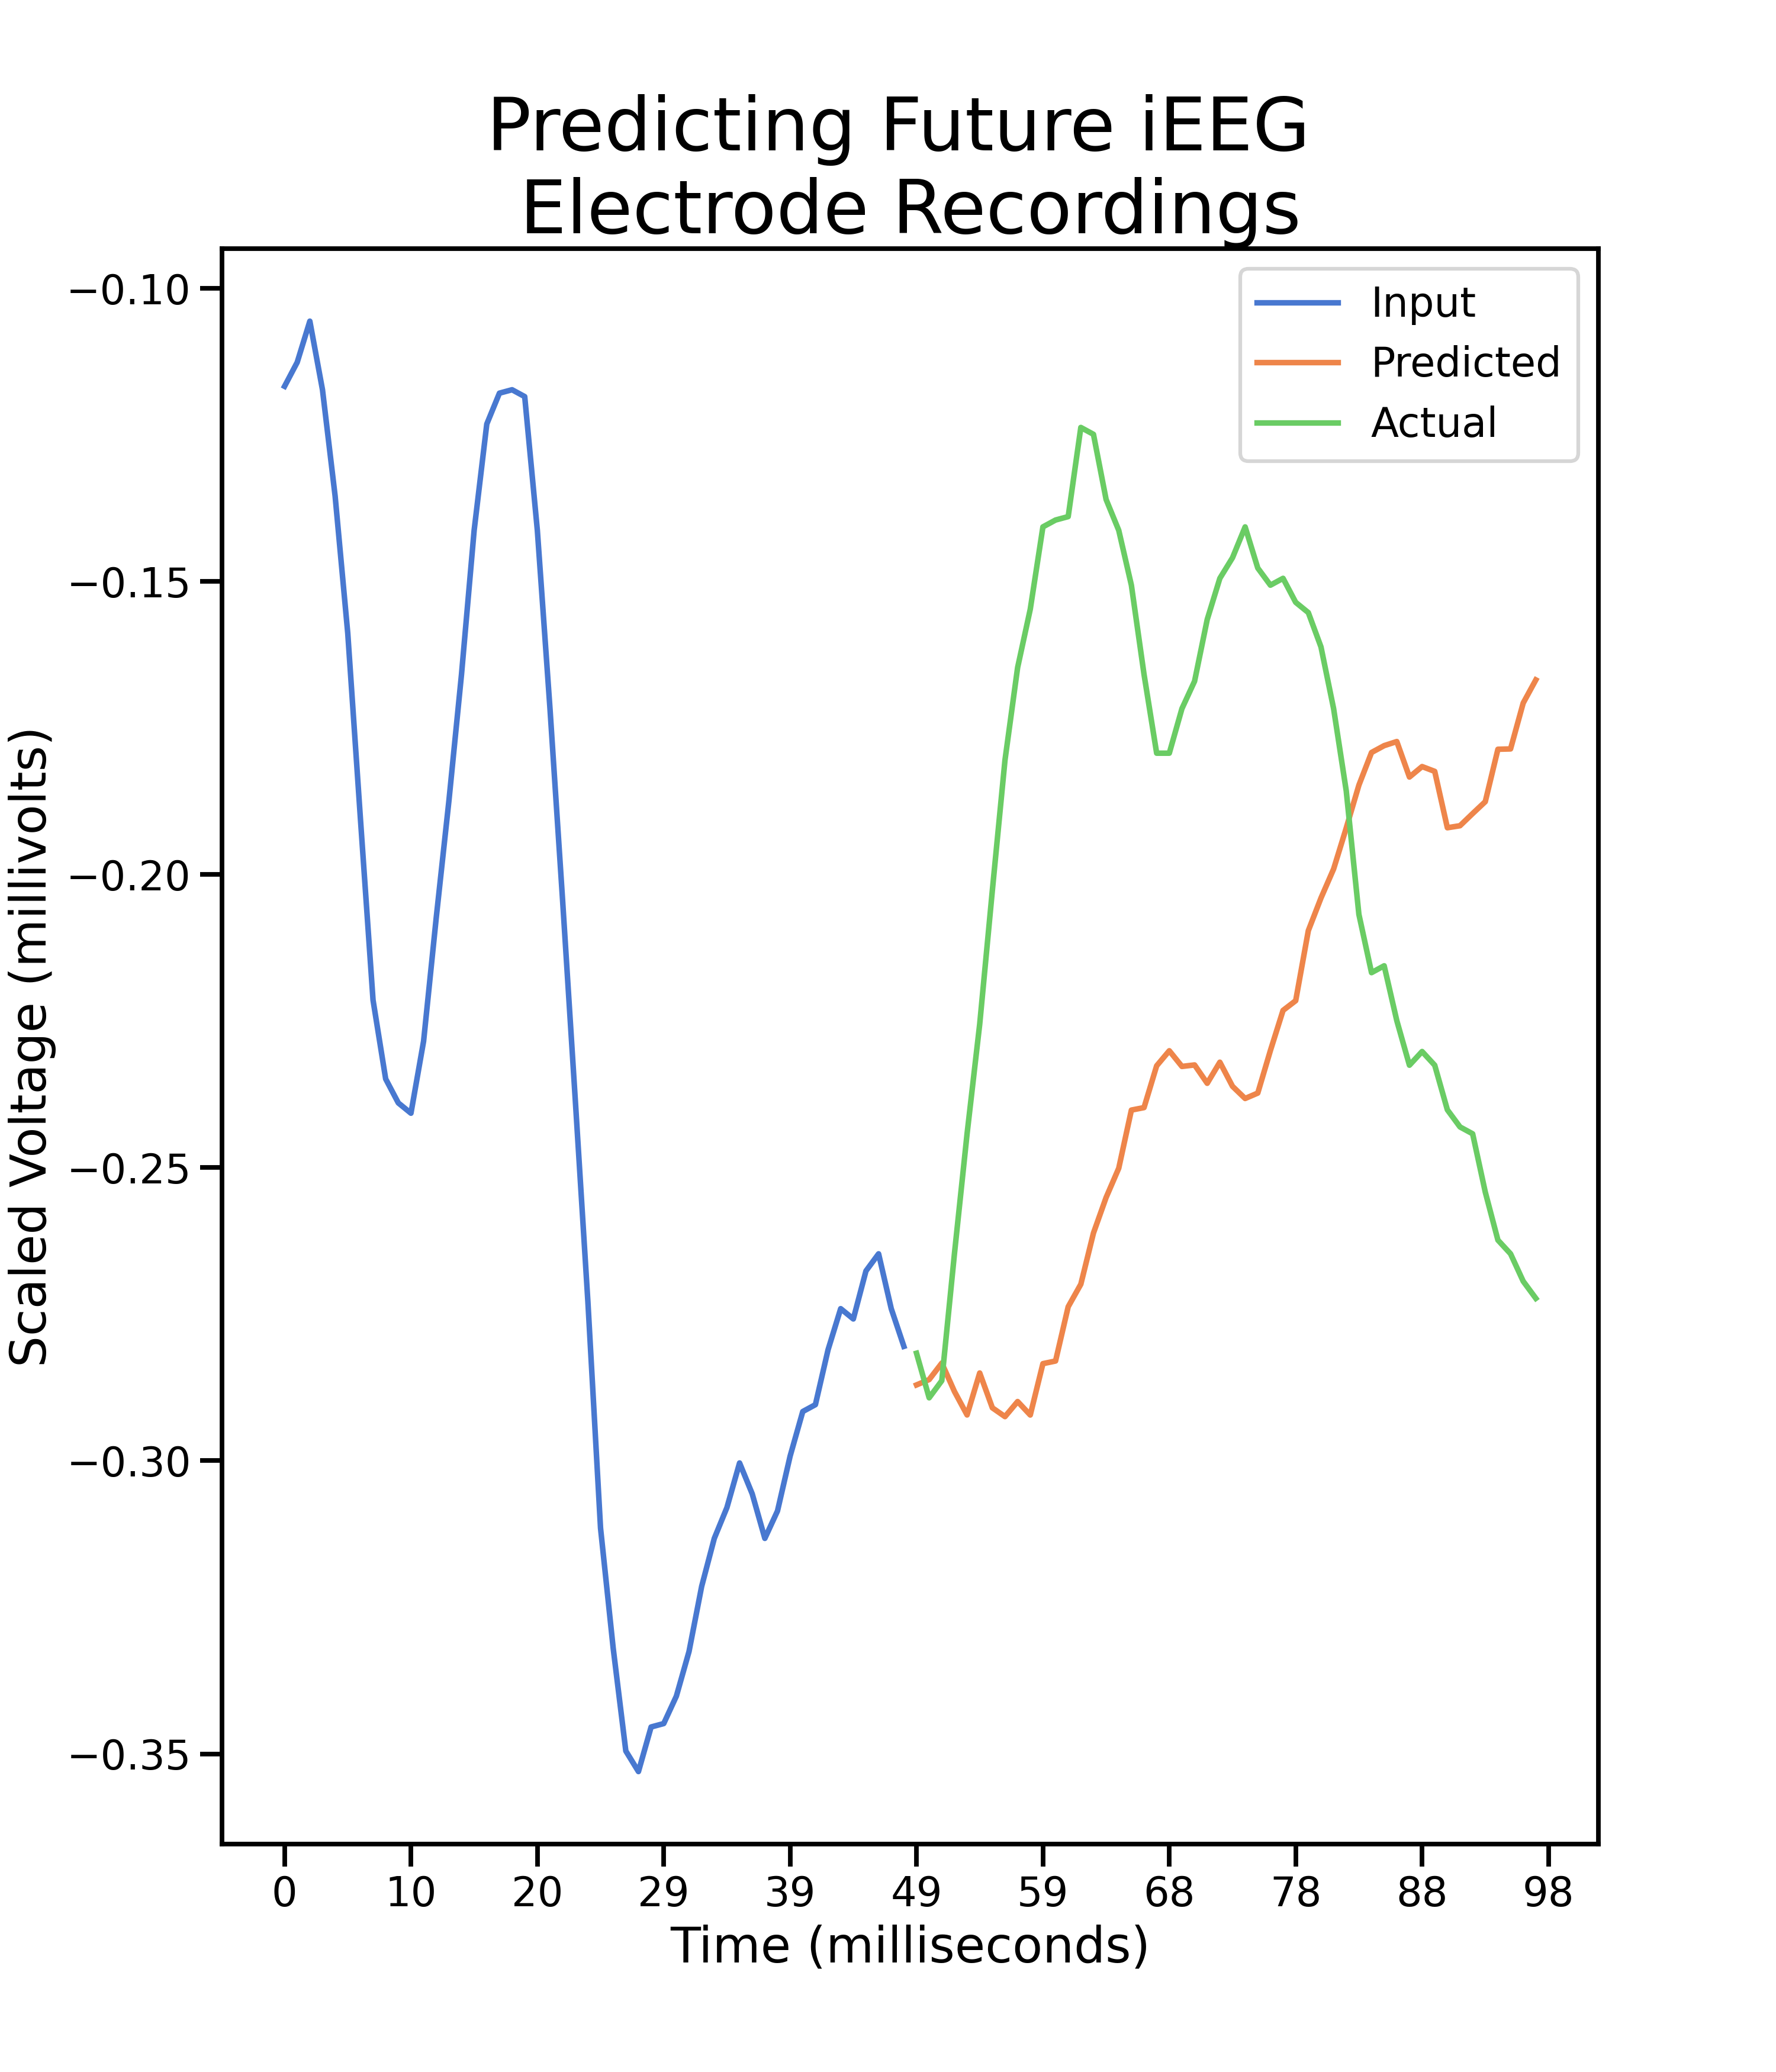 Predicting Future iEEG
Electrode Recordings
Input
Predicted
Actual
Scaled Voltage (millivolts)
−0.10
−0.15
−0.20
−0.25
−0.30
−0.35
0 10 20 29 39 49 59 68 78 88 98
Time (milliseconds)